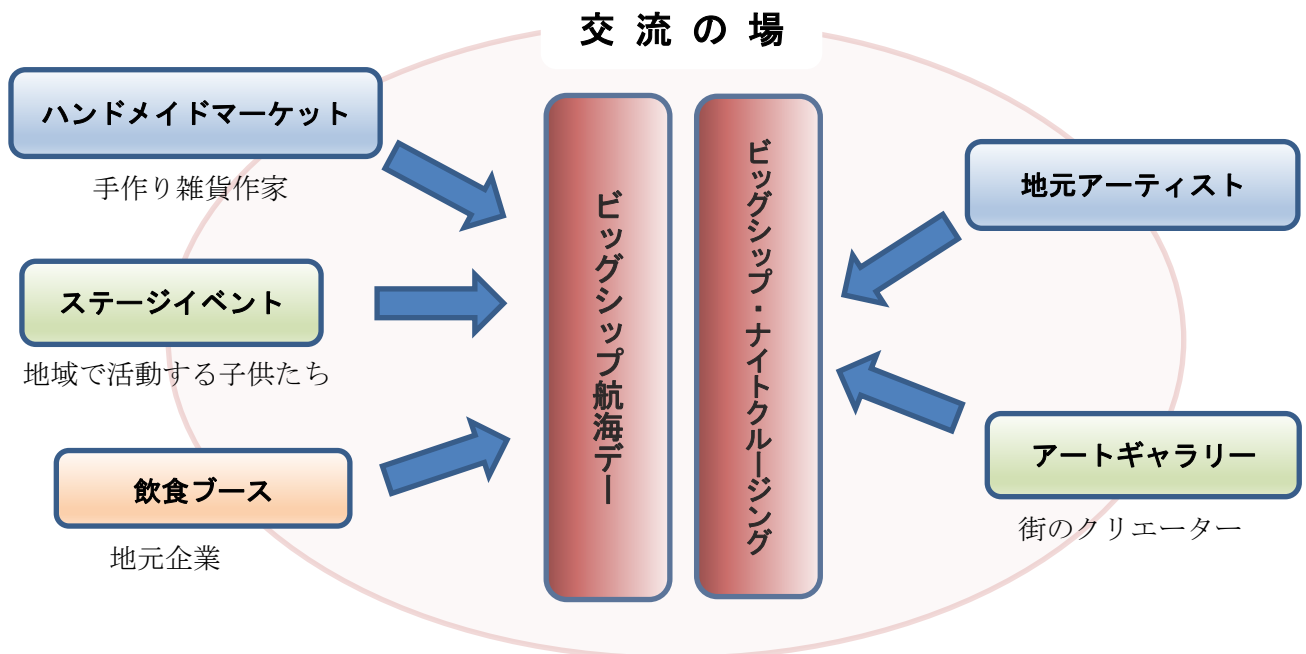 交流の場
ハンドメイドマーケット
手作り雑貨作家
ステージイベント
地域で活動する子供たち
飲食ブース
地元企業
ビッグシップ航海デー
ビッグシップ・ナイトクルージング
地元アーティスト
アートギャラリー
街のクリエーター